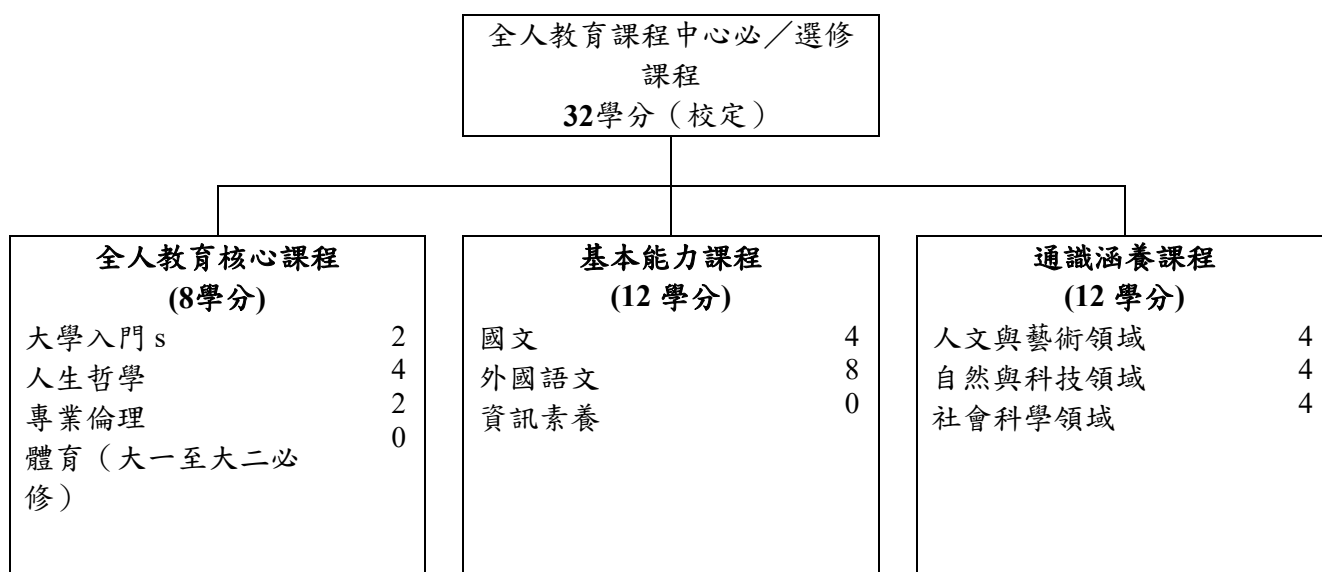 全人教育課程中心必／選修
課程
32學分（校定）
全人教育核心課程
(8學分)
大學入門 s 2
人生哲學 4
專業倫理 2
體育（大一至大二必 0
修）
基本能力課程
(12 學分)
國文 4
外國語文 8
資訊素養 0
通識涵養課程
(12 學分)
人文與藝術領域 4
自然與科技領域 4
社會科學領域 4